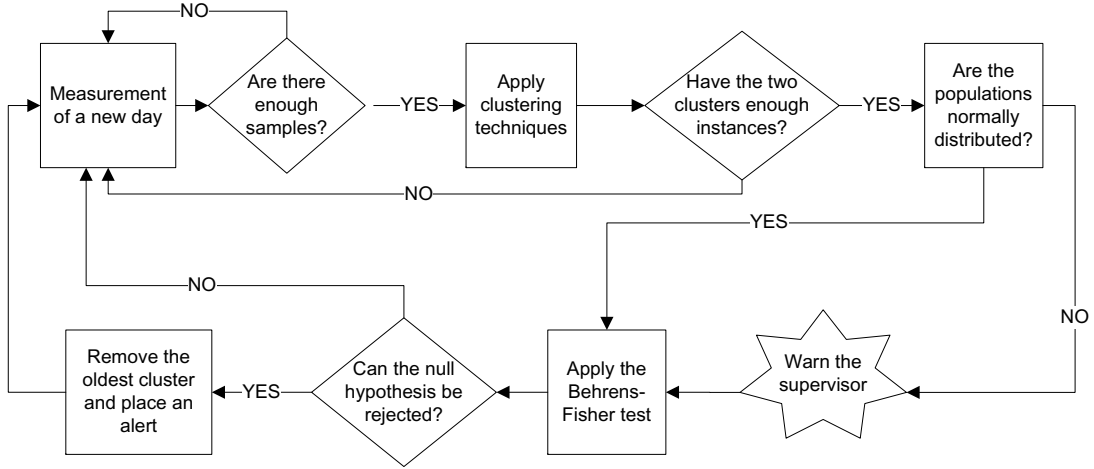 NO
Measurement
of a new day
Are there
enough
samples?
YES
Apply
clustering
techniques
Have the two
clusters enough
instances?
YES
Are the
populations
normally
distributed?
NO
YES
NO
NO
Remove the
oldest cluster
and place an
alert
YES
Can the null
hypothesis be
rejected?
Apply the
Behrens-
Fisher test
Warn the
supervisor